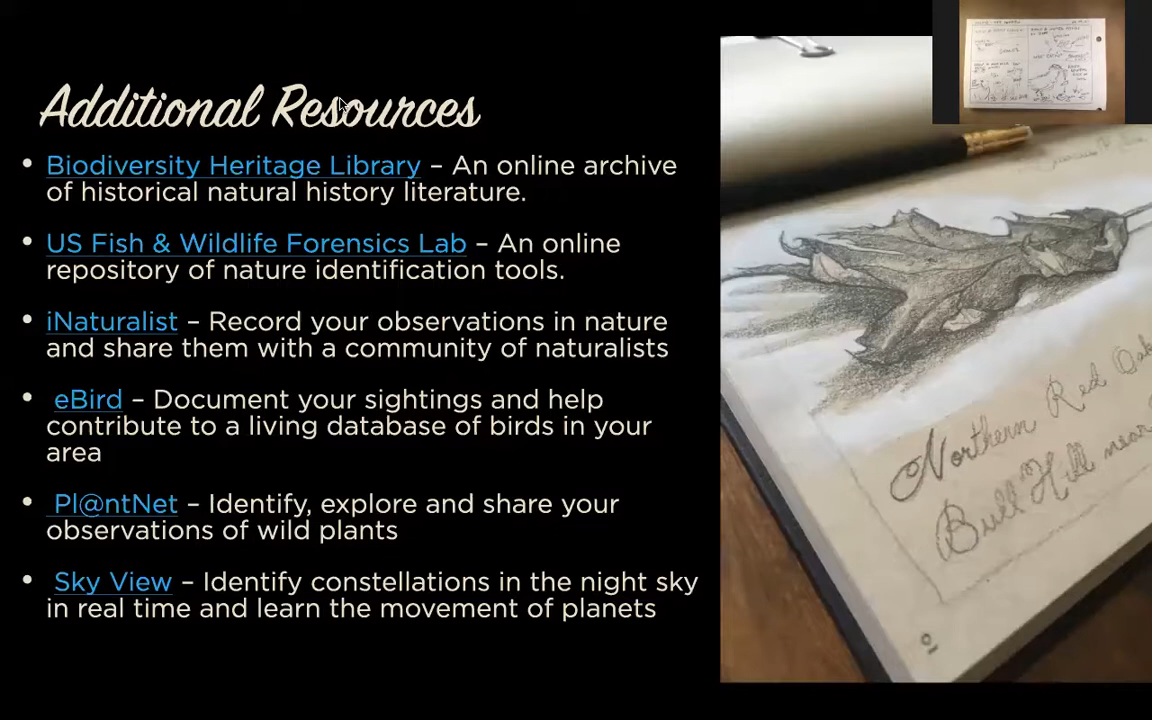 Additional Resources
• Biodiversity Heritage Library – An online archive
of historical natural history literature.
• US Fish & Wildlife Forensics Lab – An online
repository of nature identification tools.
• iNaturalist – Record your observations in nature
and share them with a community of naturalists
• eBird – Document your sightings and help
contribute to a living database of birds in your
area
• Pl@ntNet – Identify, explore and share your
observations of wild plants
• Sky View – Identify constellations in the night sky
in real time and learn the movement of planets
Northern Red Oak
Bull Hill near